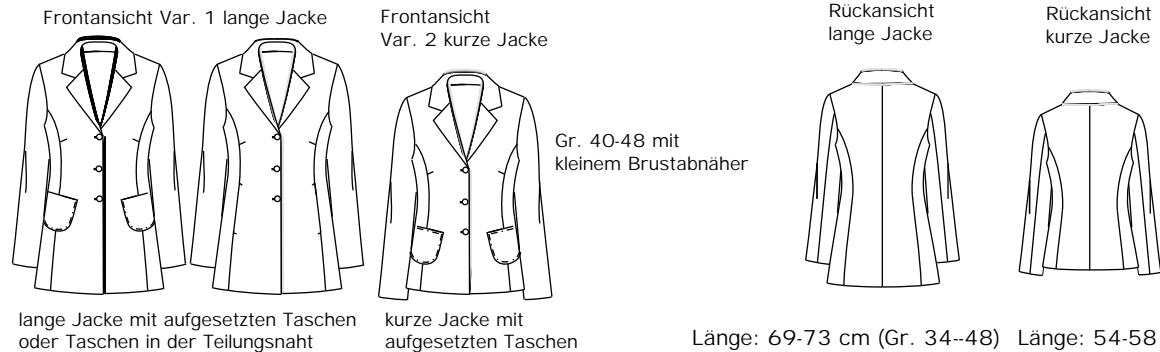 Frontansicht Var. 1 lange Jacke
Frontansicht
Var. 2 kurze Jacke
Rückansicht
lange Jacke
Rückansicht
kurze Jacke
Gr. 40-48 mit
kleinem Brustabnäher
lange Jacke mit aufgesetzten Taschen
oder Taschen in der Teilungsnaht
kurze Jacke mit
aufgesetzten Taschen
Länge: 69-73 cm (Gr. 34--48)
Länge: 54-58